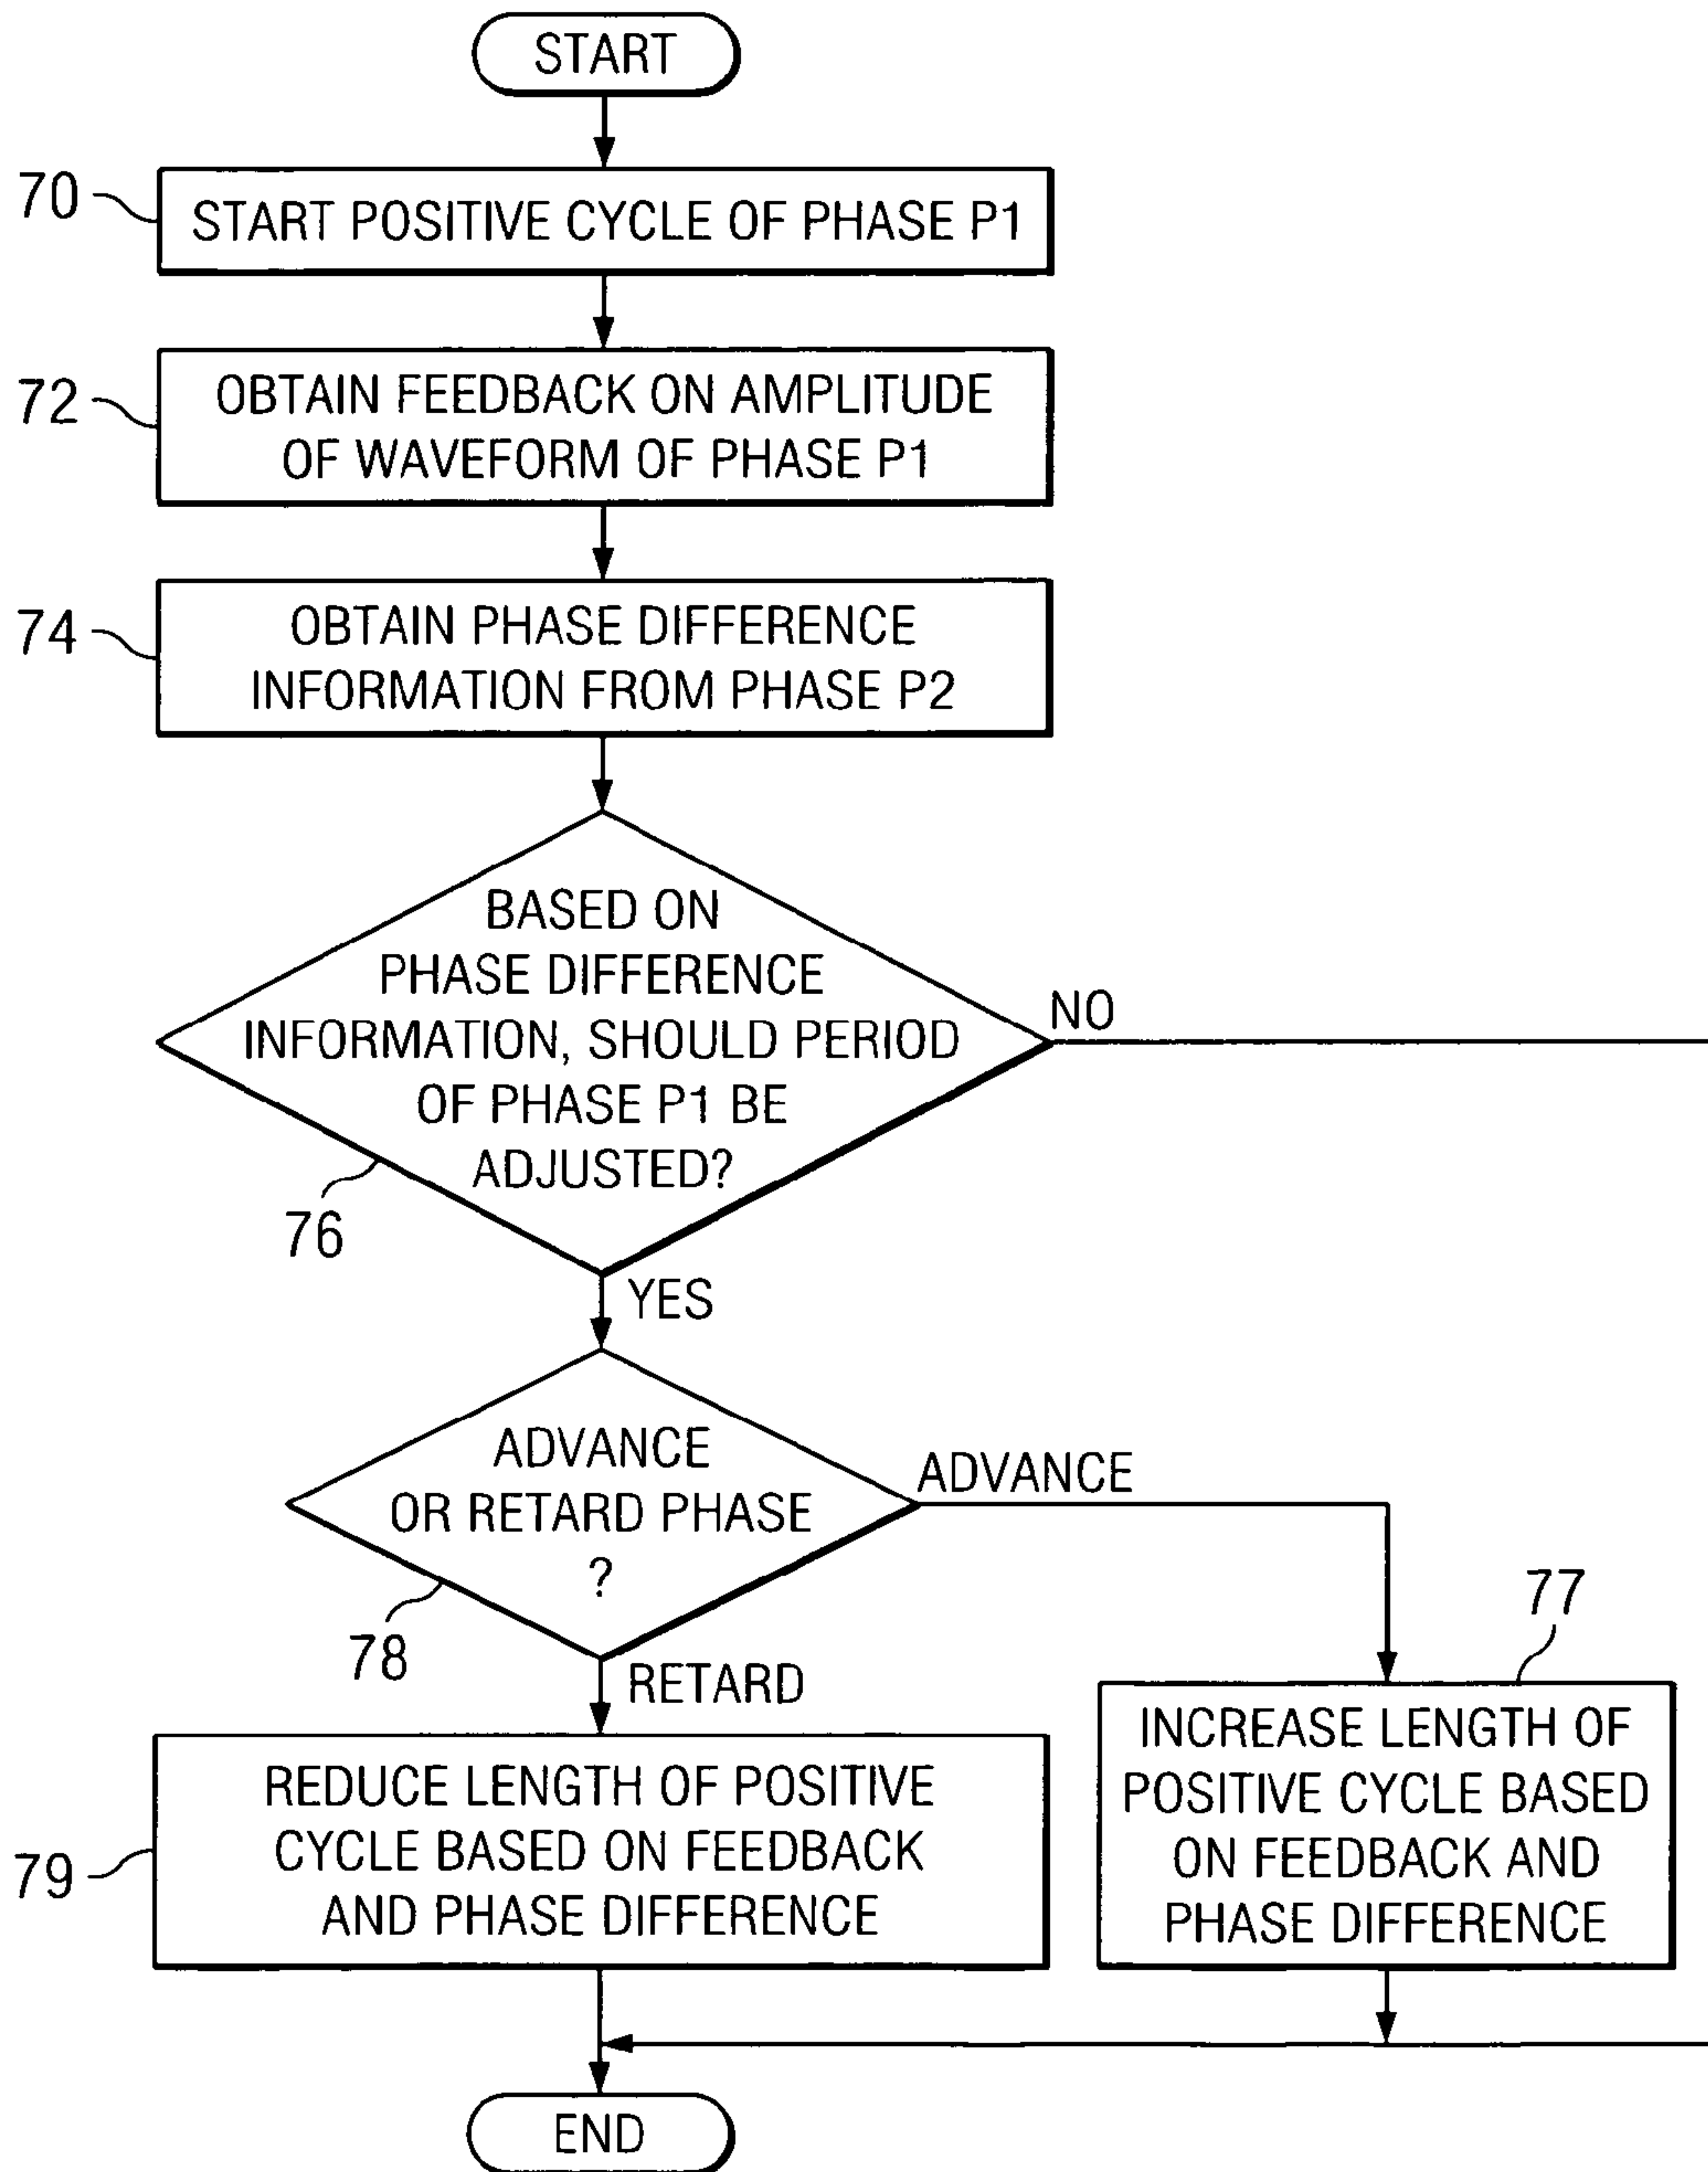 START
70
START POSITIVE CYCLE OF PHASE P1
72
OBTAIN FEEDBACK ON AMPLITUDE
OF WAVEFORM OF PHASE P1
74
OBTAIN PHASE DIFFERENCE
INFORMATION FROM PHASE P2
BASED ON
PHASE DIFFERENCE
INFORMATION, SHOULD PERIOD
OF PHASE P1 BE
ADJUSTED?
NO
76
YES
ADVANCE
OR RETARD PHASE
?
ADVANCE
78
RETARD
77
79
REDUCE LENGTH OF POSITIVE
CYCLE BASED ON FEEDBACK
AND PHASE DIFFERENCE
INCREASE LENGTH OF
POSITIVE CYCLE BASED
ON FEEDBACK AND
PHASE DIFFERENCE
END